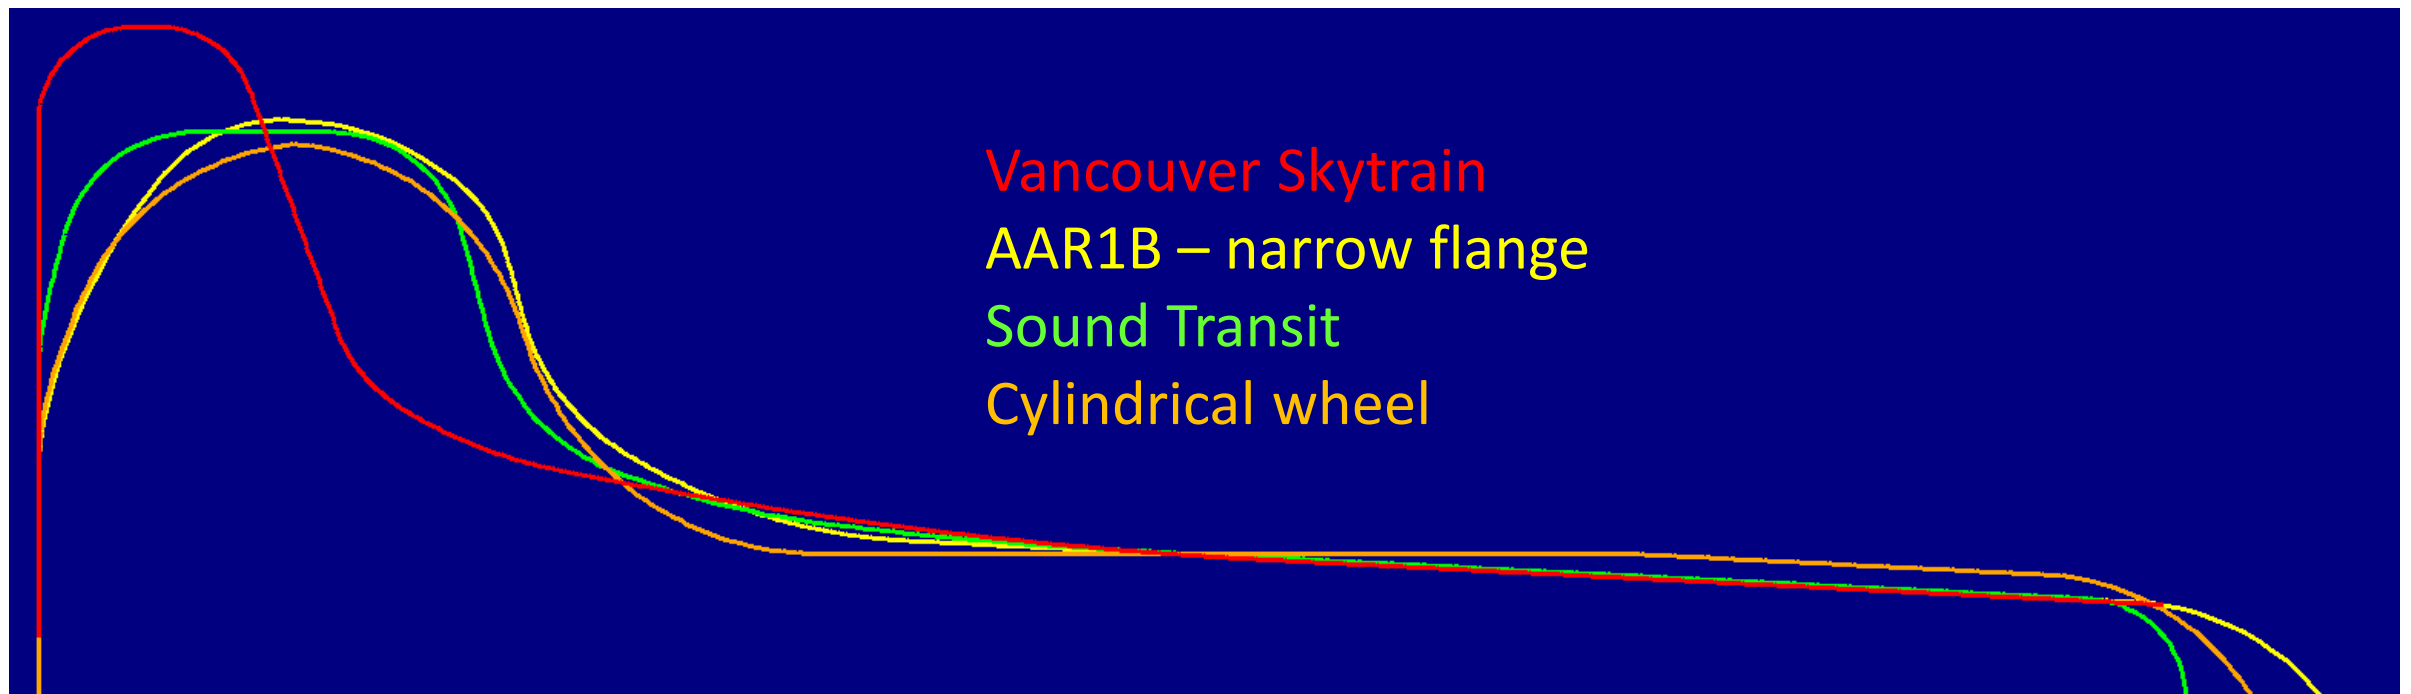 Vancouver Skytrain
AAR1B – narrow flange
Sound Transit
Cylindrical wheel